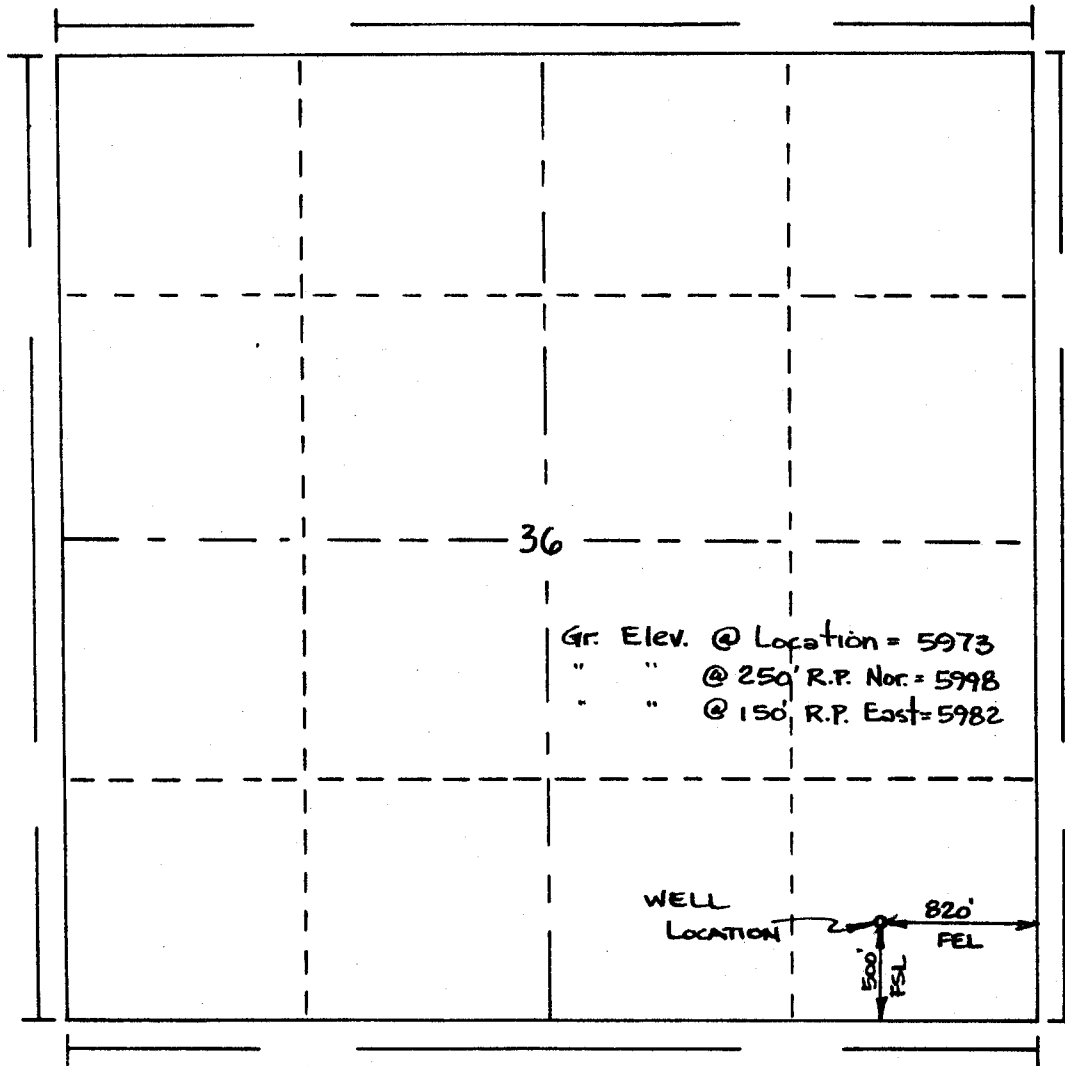 36
Gr. Elev. @ Location = 5973
" " @ 250' R.P. Nor. = 5998
" " @ 150' R.P. East = 5982
WELL
LOCATION
820'
FEL
500'
FSL